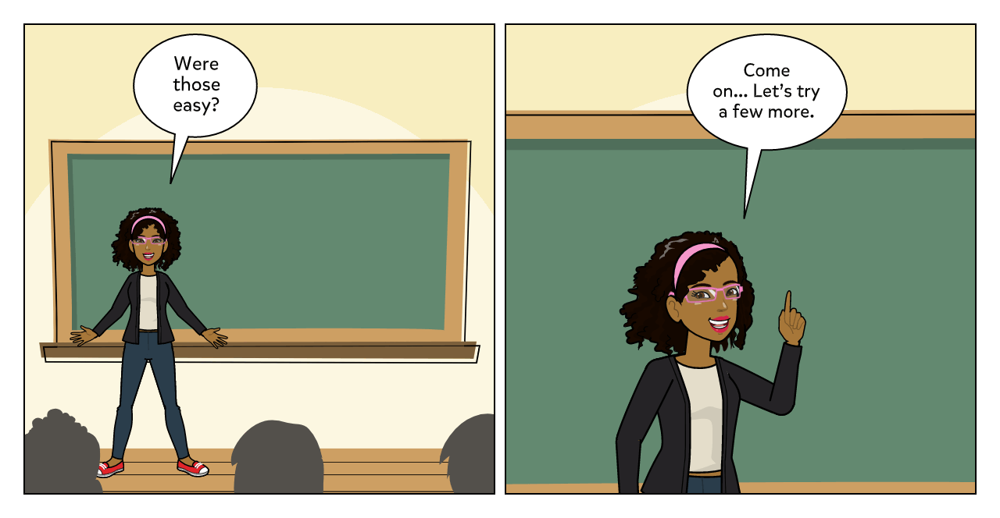 Were
those
easy?
Come
on... Let's try
a few more.